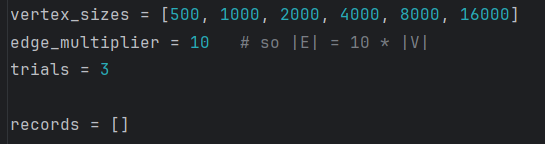 vertex_sizes = [500, 1000, 2000, 4000, 8000, 16000]
edge_multiplier = 10   # so |E| = 10 * |V|
trials = 3

records = []